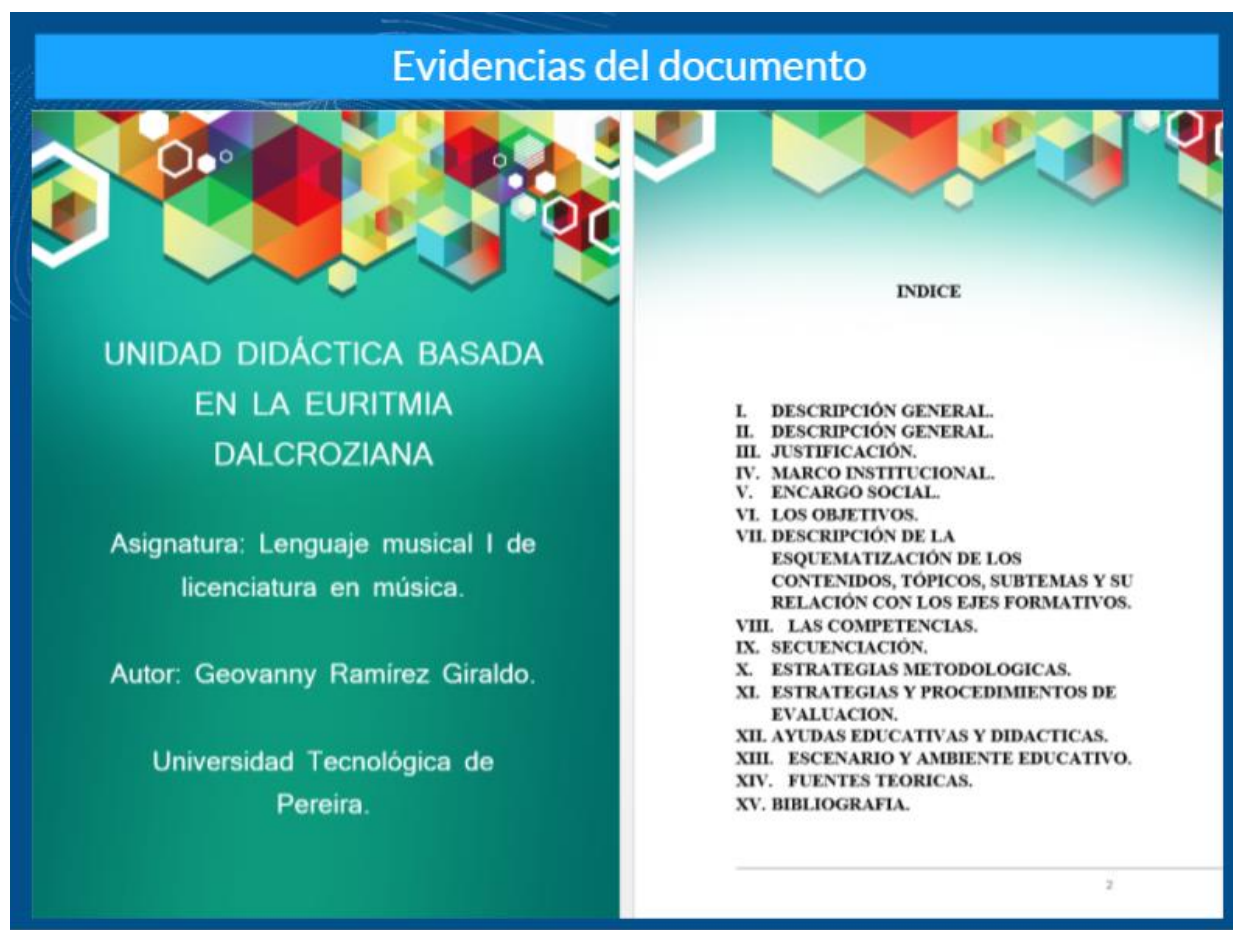 Evidencias del documento
UNIDAD DIDÁCTICA BASADA
EN LA EURITMIA
DALCROZIANA
Asignatura: Lenguaje musical I de
licenciatura en música.
Autor: Geovanny Ramírez Giraldo.
Universidad Tecnológica de
Pereira.
INDICE
I. DESCRIPCIÓN GENERAL.
II. DESCRIPCIÓN GENERAL.
III. JUSTIFICACIÓN.
IV. MARCO INSTITUCIONAL.
V. ENCARGO SOCIAL.
VI. LOS OBJETIVOS.
VII. DESCRIPCIÓN DE LA
ESQUEMATIZACIÓN DE LOS
CONTENIDOS, TÓPICOS, SUBTEMAS Y SU
RELACIÓN CON LOS EJES FORMATIVOS.
VIII. LAS COMPETENCIAS.
IX. SECUENCIACIÓN.
X. ESTRATEGIAS METODOLOGICAS.
XI. ESTRATEGIAS Y PROCEDIMIENTOS DE
EVALUACION.
XII. AYUDAS EDUCATIVAS Y DIDACTICAS.
XIII. ESCENARIO Y AMBIENTE EDUCATIVO.
XIV. FUENTES TEORICAS.
XV. BIBLIOGRAFIA.
2